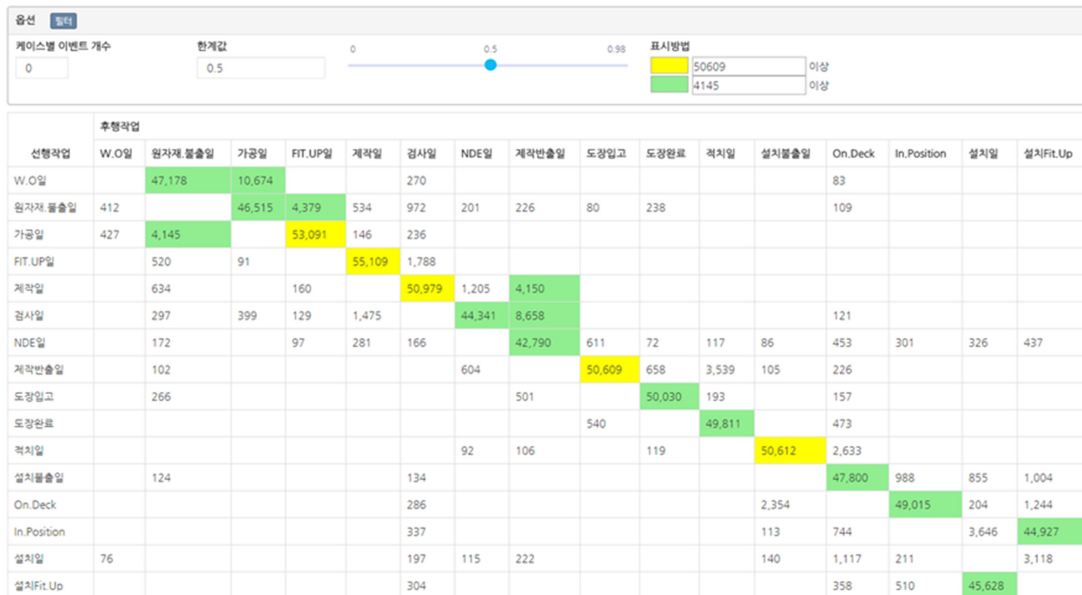 옵션 필터
케이스별 이벤트 개수 한계값 0 0.5 0.98 표시방법
0 0.5 50609 이상
4145 이상
후행작업
선행작업 W.O일 원자재.불출일 가공일 FIT.UP일 제작일 검사일 NDE일 제작반출일 도장입고 도장완료 적치일 설치불출일 On.Deck In.Position 설치일 설치Fit.Up
W.O일 47,178 10,674 270 83
원자재.불출일 412 46,515 4,379 534 972 201 226 80 238 109
가공일 427 4,145 53,091 146 236
FIT.UP일 520 91 55,109 1,788
제작일 634 160 50,979 1,205 4,150
검사일 297 399 129 1,475 44,341 8,658 121
NDE일 172 97 281 166 42,790 611 72 117 86 453 301 326 437
제작반출일 102 604 50,609 658 3,539 105 226
도장입고 266 501 50,030 193 157
도장완료 540 49,811 473
적치일 92 106 119 50,612 2,633
설치불출일 124 134 47,800 988 855 1,004
On.Deck 286 2,354 49,015 204 1,244
In.Position 337 113 744 3,646 44,927
설치일 76 197 115 222 140 1,117 211 3,118
설치Fit.Up 304 358 510 45,628